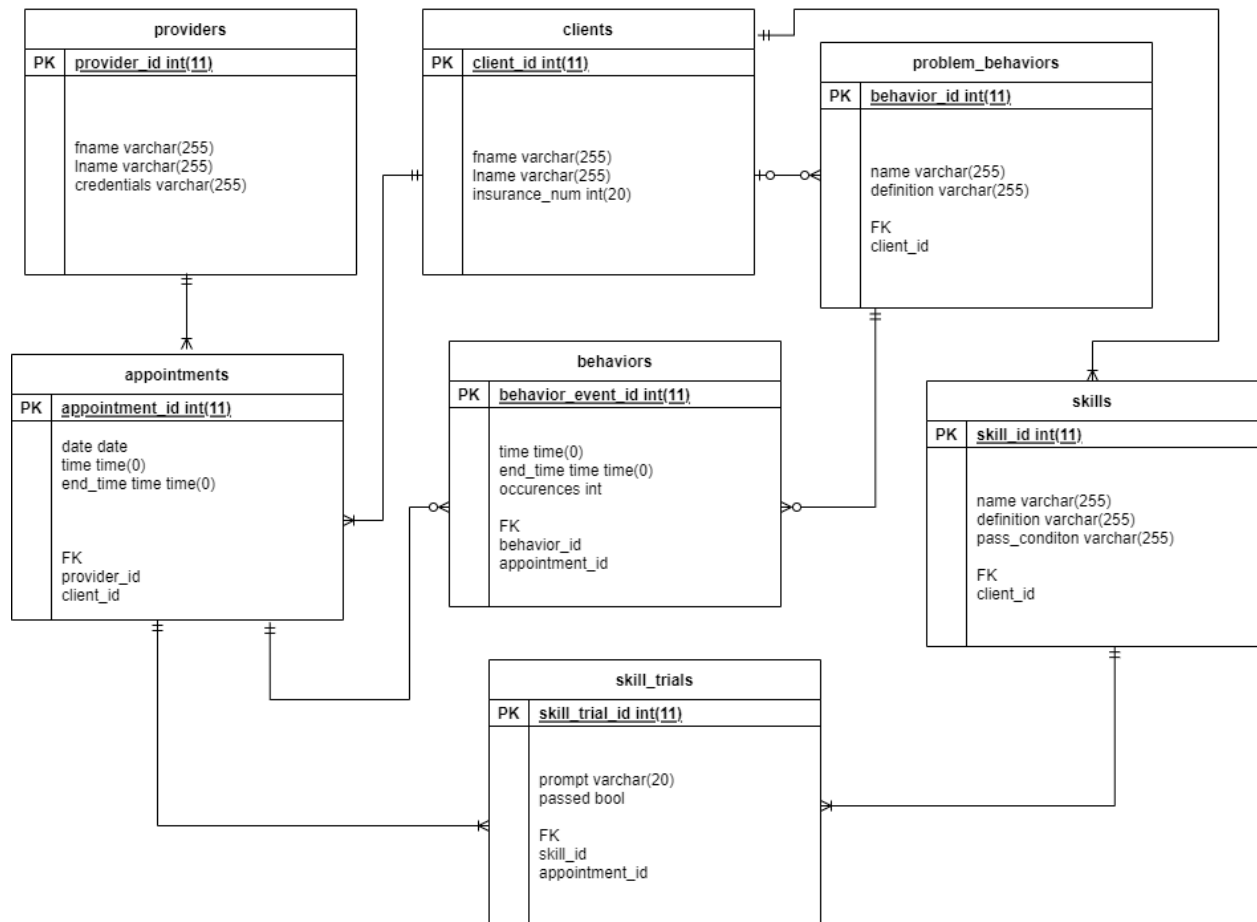 providers
PK provider_id int(11)
fname varchar(255)
lname varchar(255)
credentials varchar(255)
clients
PK client_id int(11)
fname varchar(255)
lname varchar(255)
insurance_num int(20)
problem_behaviors
PK behavior_id int(11)
name varchar(255)
definition varchar(255)
FK
client_id
appointments
PK appointment_id int(11)
date date
time time(0)
end_time time time(0)
FK
provider_id
client_id
behaviors
PK behavior_event_id int(11)
time time(0)
end_time time time(0)
occurences int
FK
behavior_id
appointment_id
skills
PK skill_id int(11)
name varchar(255)
definition varchar(255)
pass_conditon varchar(255)
FK
client_id
skill_trials
PK skill_trial_id int(11)
prompt varchar(20)
passed bool
FK
skill_id
appointment_id